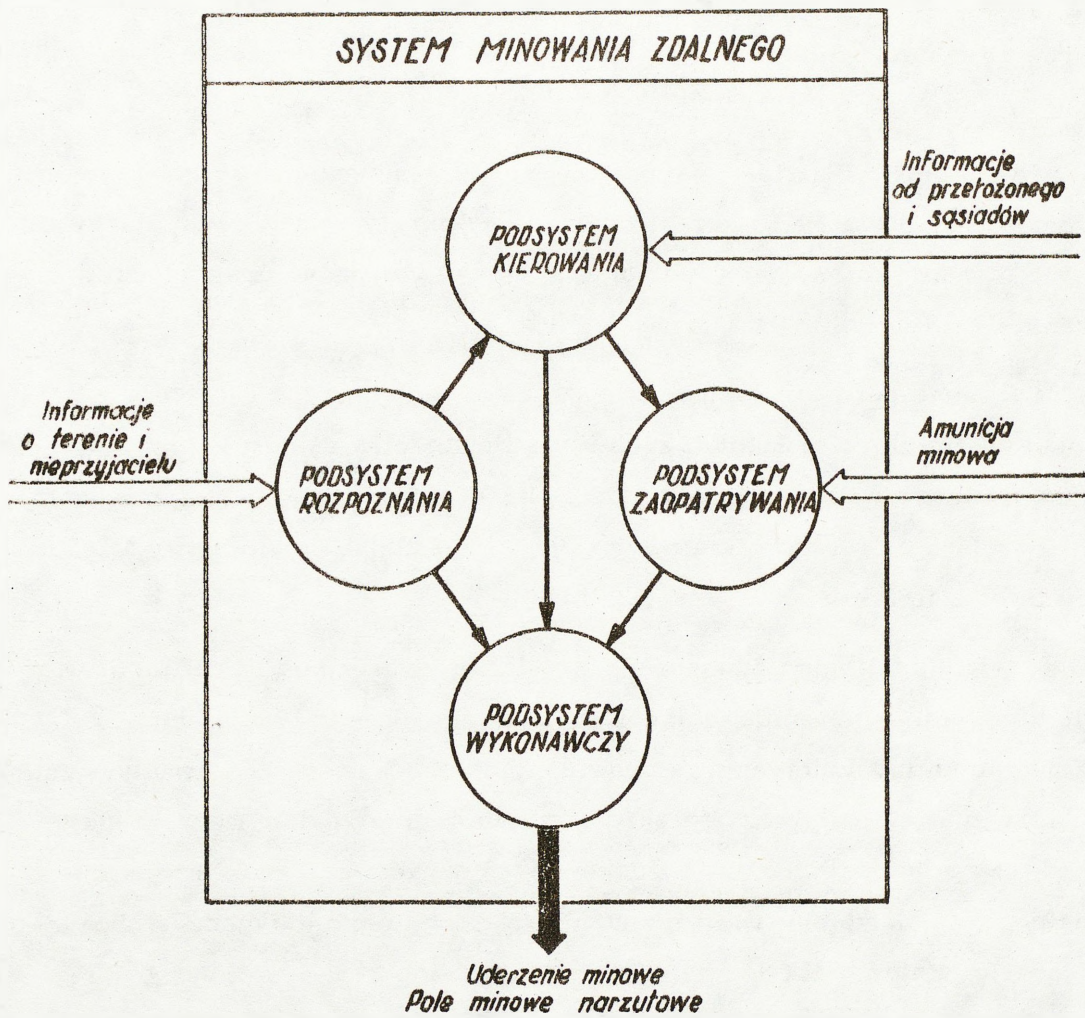 SYSTEM MINOWANIA ZDALNEGO
Informacje
od przełożonego
i sąsiadów
PODSYSTEM
KIEROWANIA
Informacje
o terenie i
nieprzyjacielu
PODSYSTEM
ROZPOZNANIA
PODSYSTEM
ZAOPATRYWANIA
Amunicja
minowa
PODSYSTEM
WYKONAWCZY
Uderzenie minowe
Pole minowe narzutowe